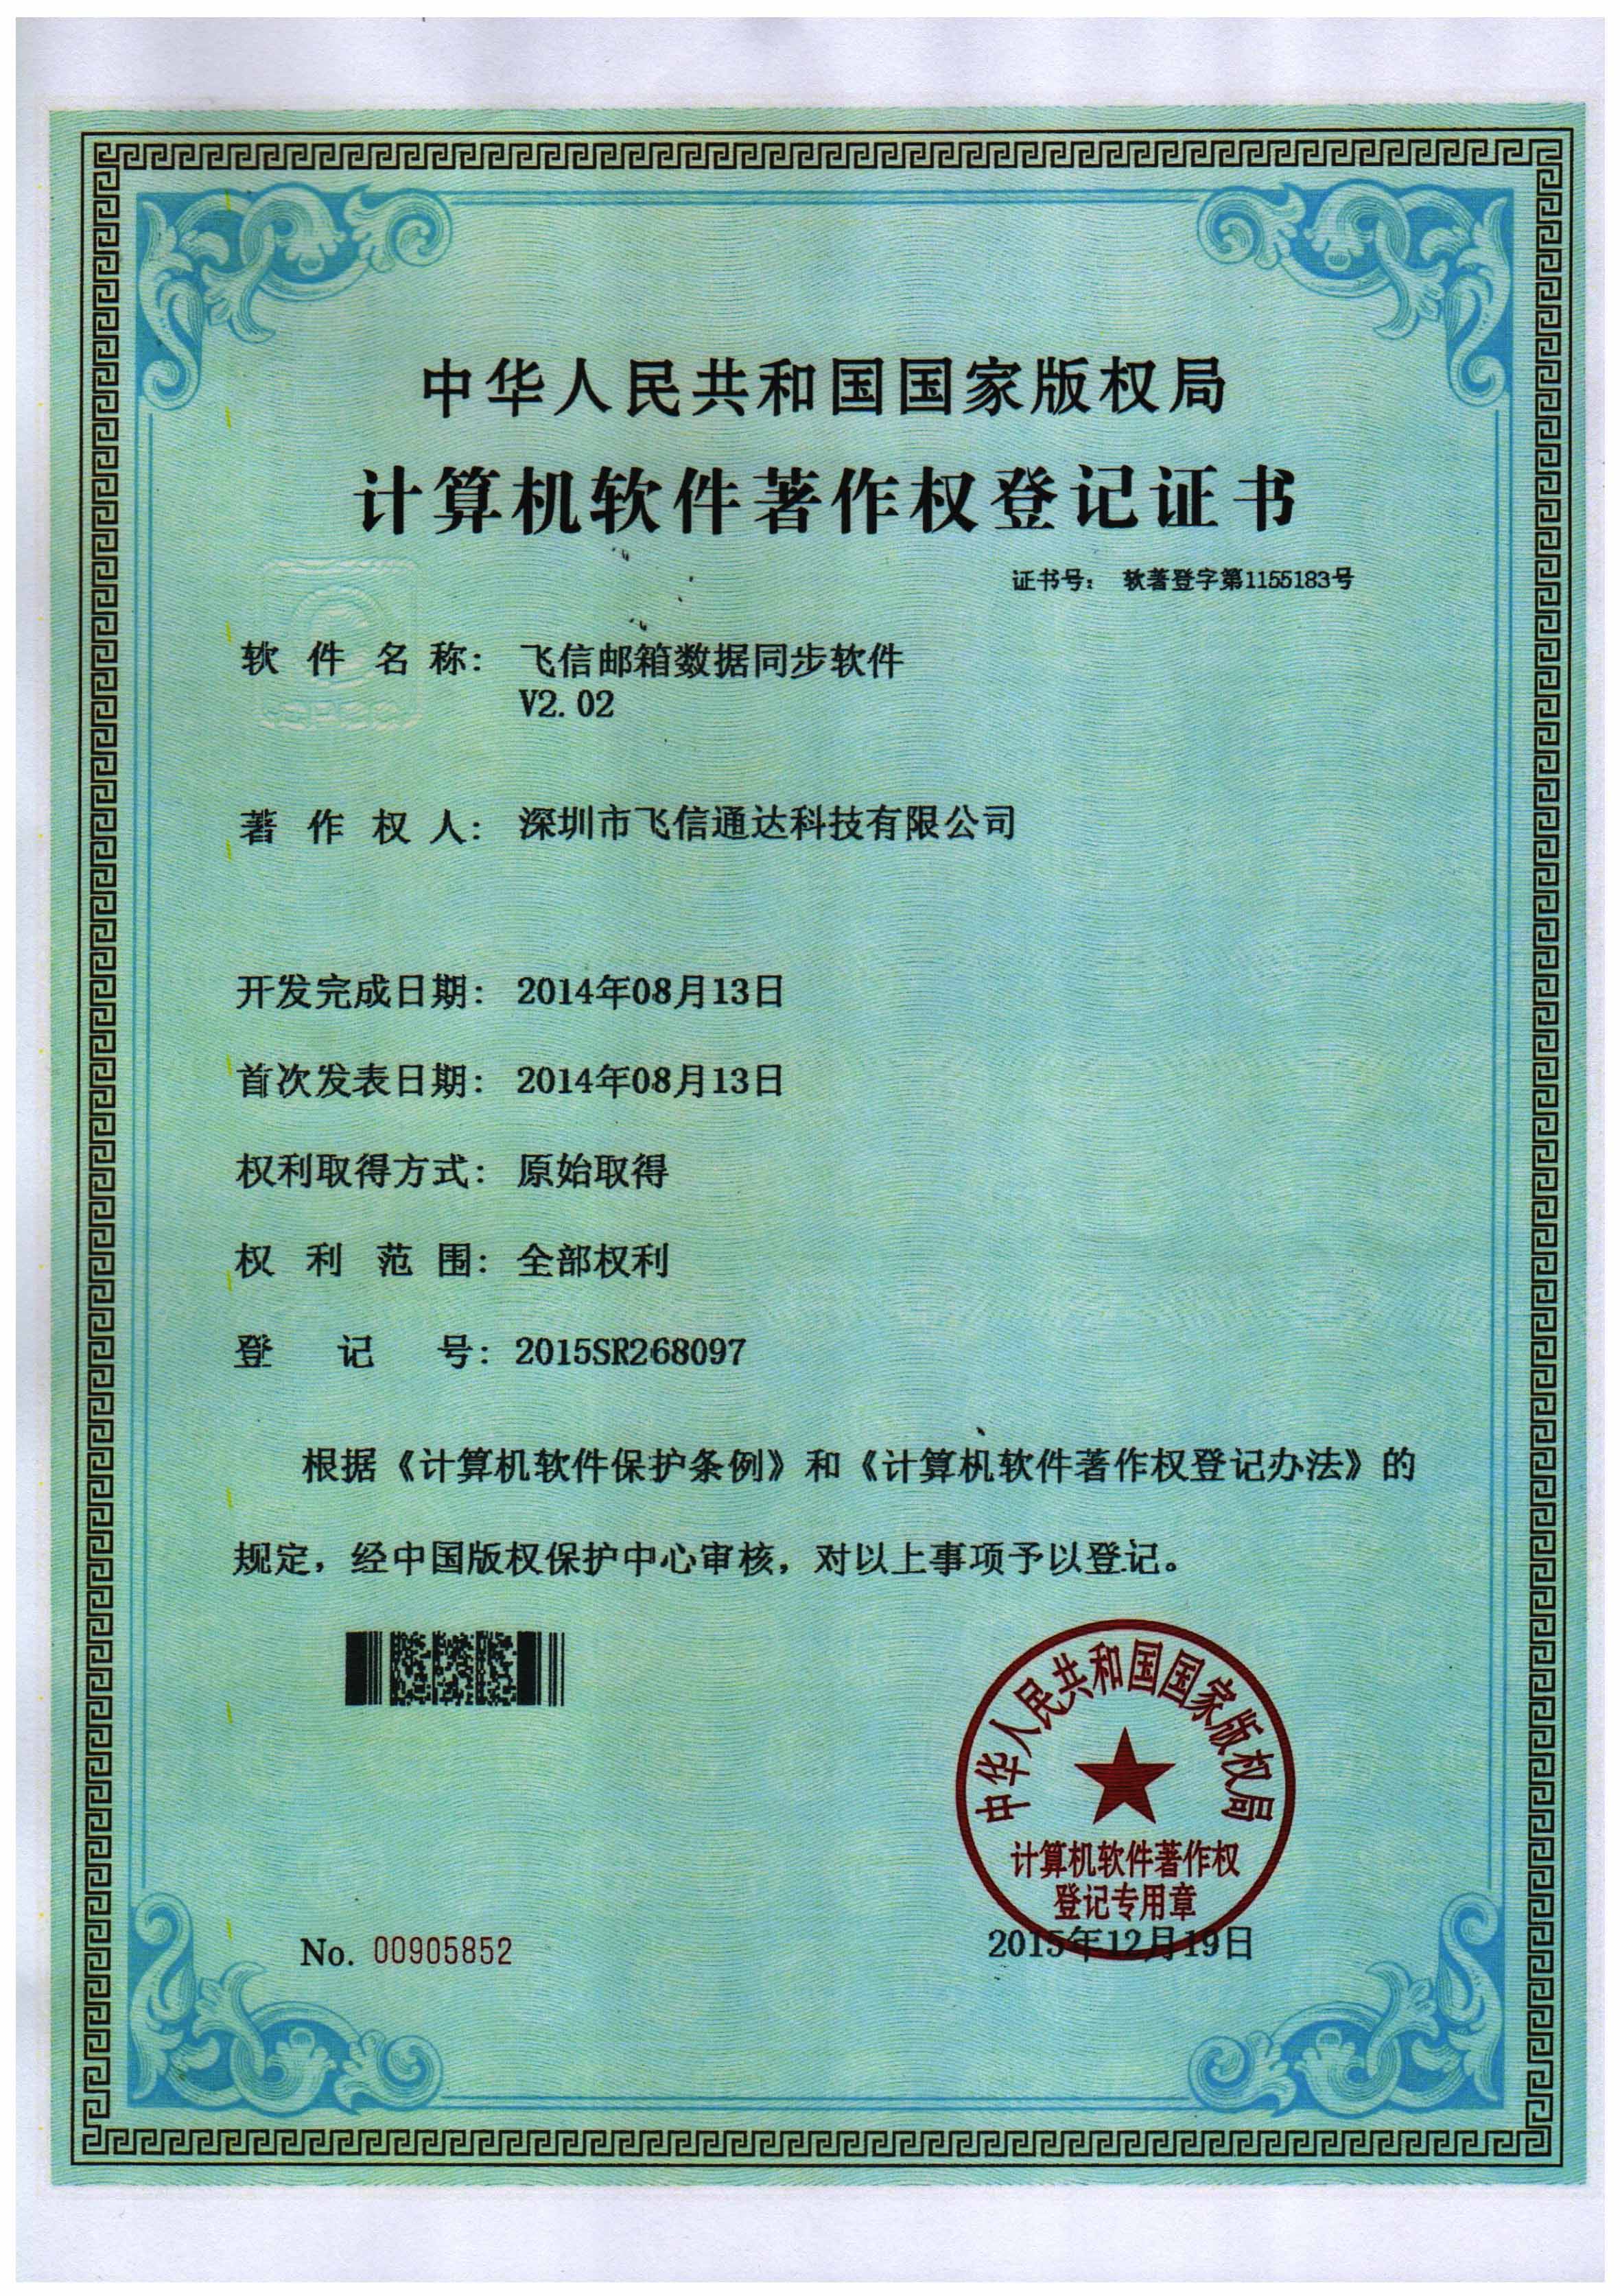 中华人民共和国国家版权局
计算机软件著作权登记证书
证书号： 软著登字第1155183号
软件名称： 飞信邮箱数据同步软件
V2.02
著作权人： 深圳市飞信通达科技有限公司
开发完成日期： 2014年08月13日
首次发表日期： 2014年08月13日
权利取得方式： 原始取得
权利范围： 全部权利
登记号： 2015SR268097
根据《计算机软件保护条例》和《计算机软件著作权登记办法》的
规定，经中国版权保护中心审核，对以上事项予以登记。
中华人民共和国国家版权局
计算机软件著作权
登记专用章
No. 00905852
2015年12月19日